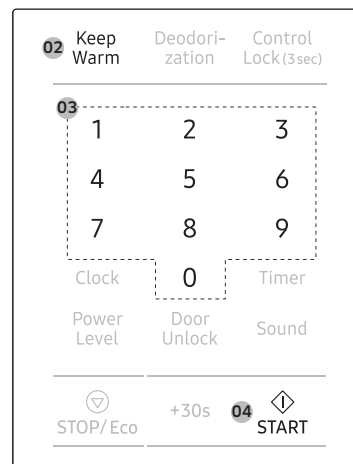 02 Keep Warm
Deodori-
zation
Control
Lock (3 sec)
03
1 2 3
4 5 6
7 8 9
Clock 0 Timer
Power
Level
Door
Unlock
Sound
STOP/Eco
+30s
04 START